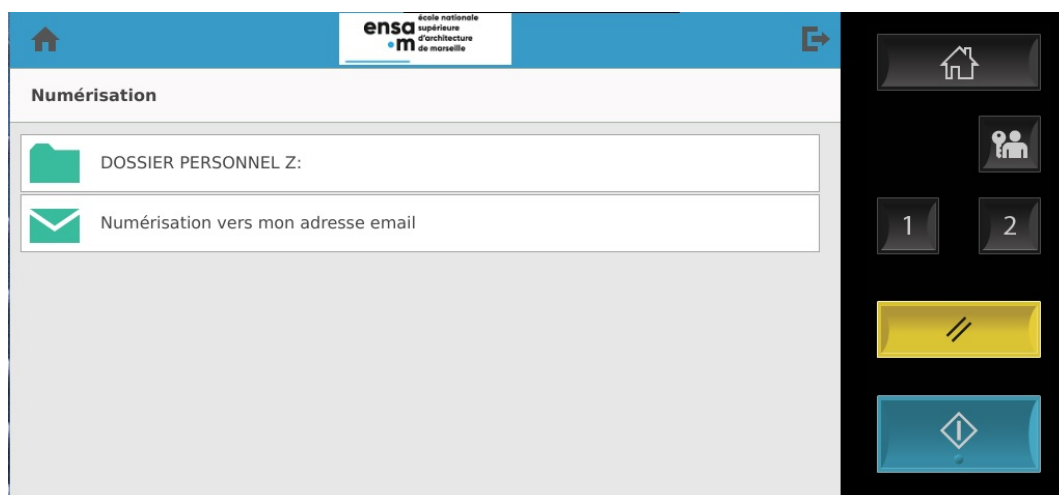 école nationale
ensa supérieure
•m d'architecture
de marseille
Numérisation
DOSSIER PERSONNEL Z:
Numérisation vers mon adresse email
1
2